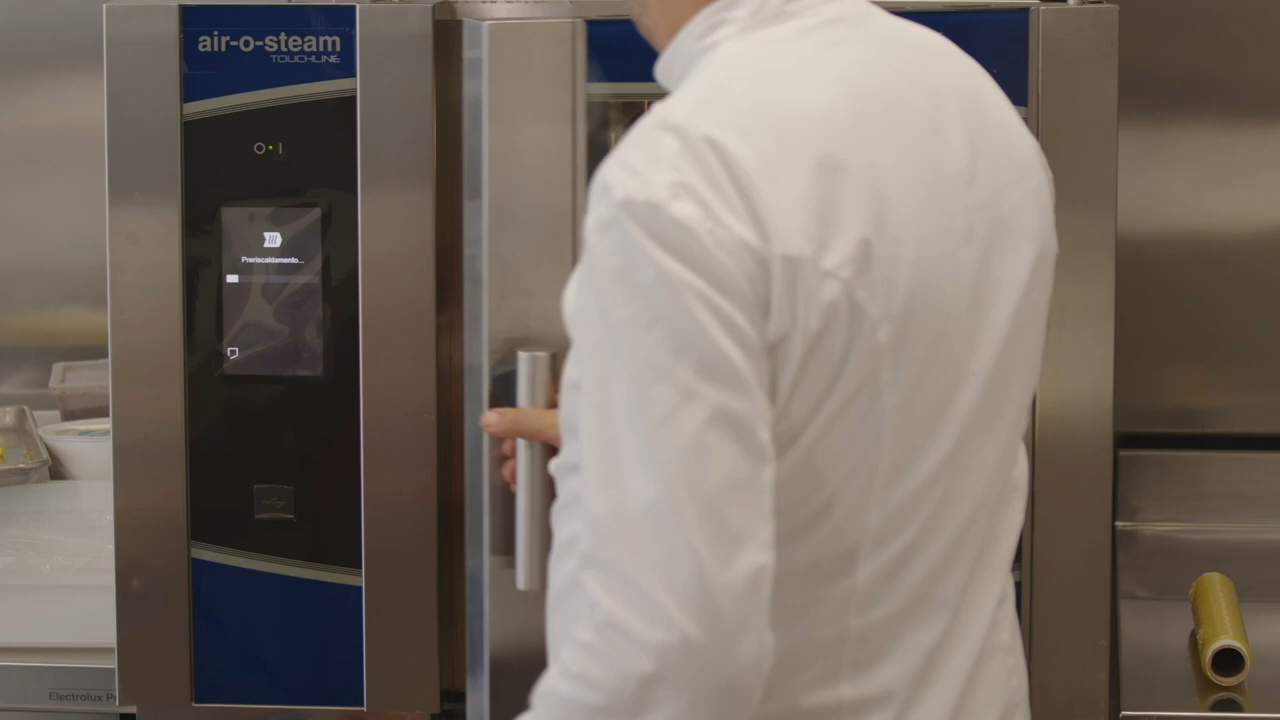 air-o-steam
TOUCHLINE
O I
Preriscaldamento...
Electrolux